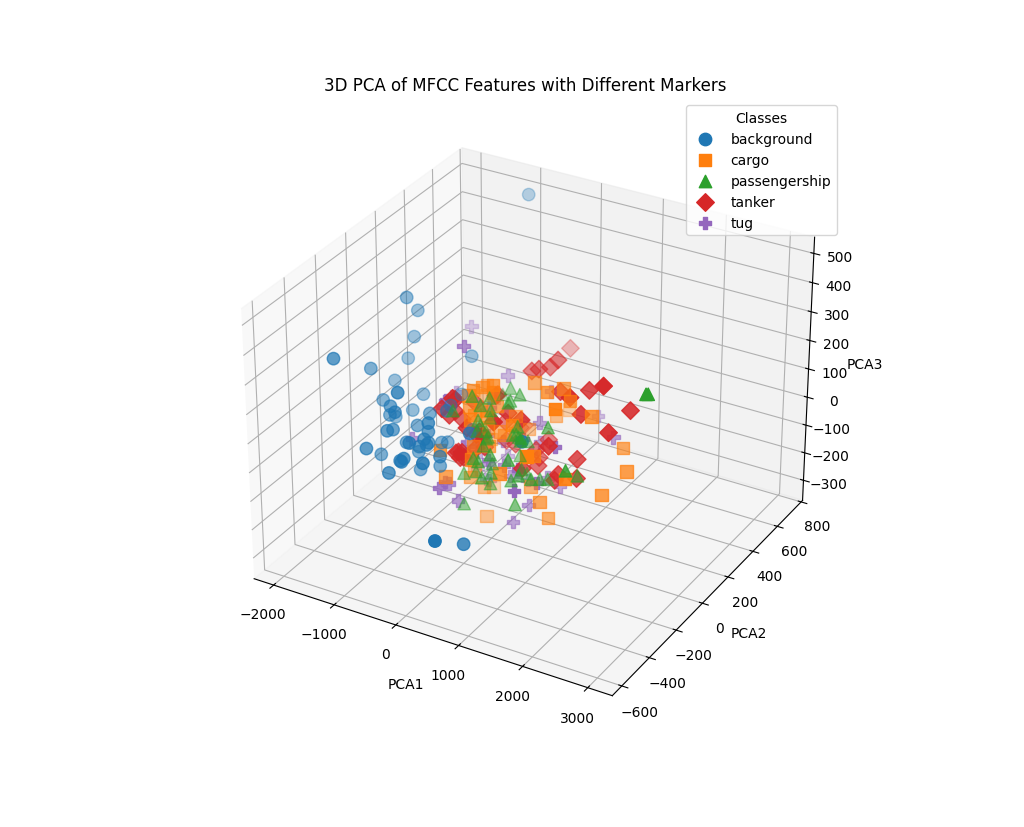 3D PCA of MFCC Features with Different Markers
Classes
background
cargo
passengership
tanker
tug
500
400
300
200
100
0
−100
−200
−300
PCA3
800
600
400
200
0
−200
−400
−600
PCA2
−2000
−1000
0
1000
2000
3000
PCA1